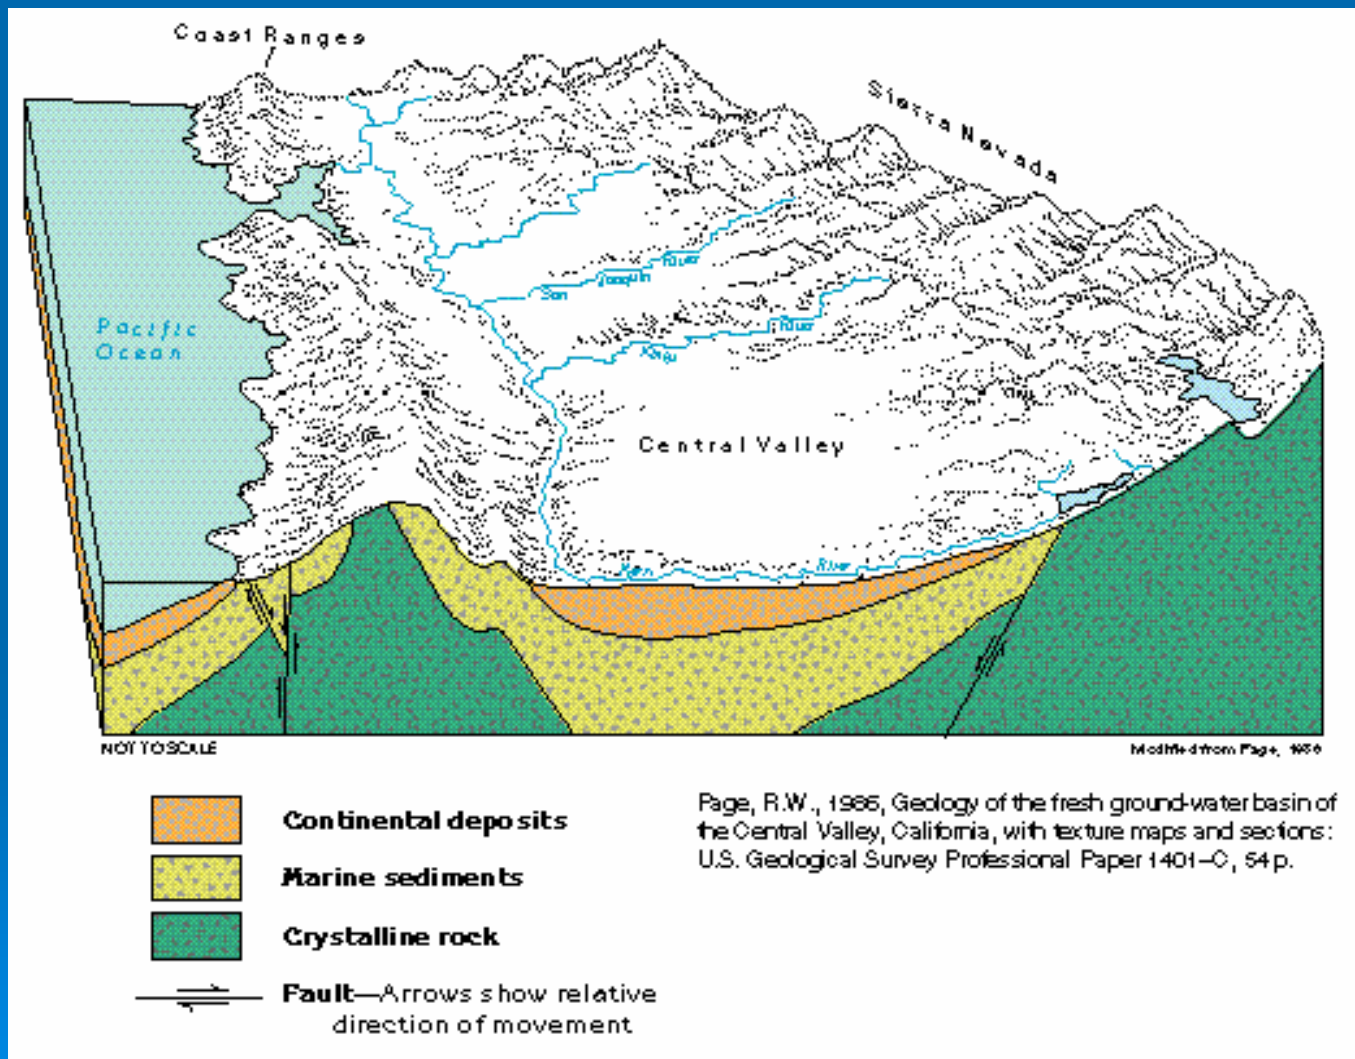 Coast Ranges
Sierra Nevada
Pacific
Ocean
San Joaquin River
Kings River
Central Valley
Kern River
NOT TO SCALE
Modified from Page, 1986
Continental deposits
Marine sediments
Crystalline rock
Fault—Arrows show relative
direction of movement
Page, R.W., 1986, Geology of the fresh ground-water basin of
the Central Valley, California, with texture maps and sections:
U.S. Geological Survey Professional Paper 1401–C, 54 p.